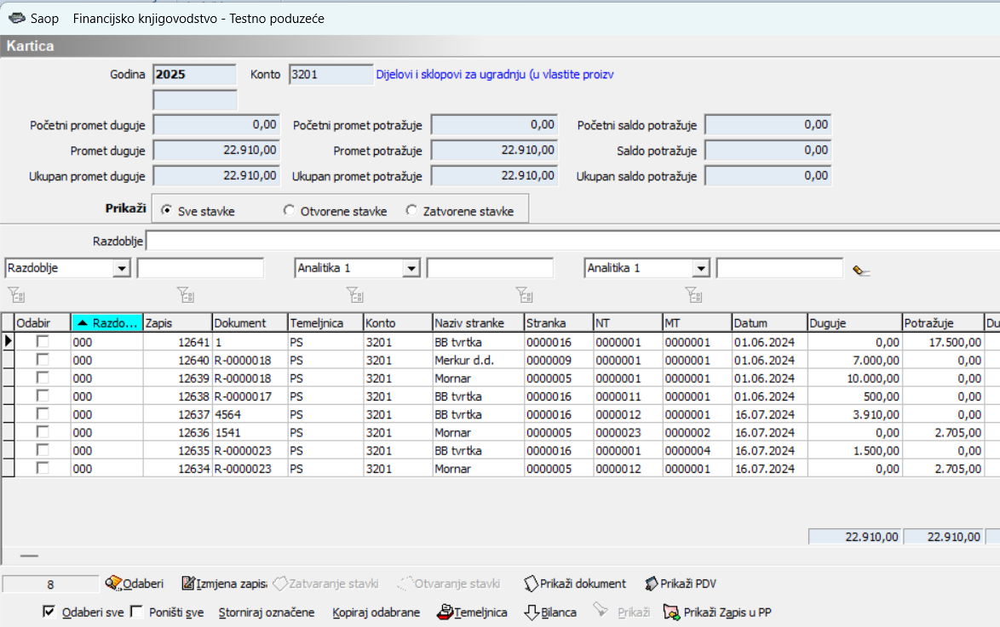 Saop Financijsko knjigovodstvo - Testno poduzeće
Kartica
Godina 2025 Konto 3201 Dijelovi i sklopovi za ugradnju (u vlastite proizv
Početni promet duguje 0,00 Početni promet potražuje 0,00 Početni saldo potražuje 0,00
Promet duguje 22.910,00 Promet potražuje 22.910,00 Saldo potražuje 0,00
Ukupan promet duguje 22.910,00 Ukupan promet potražuje 22.910,00 Ukupan saldo potražuje 0,00
Prikaži Sve stavke Otvorene stavke Zatvorene stavke
Razdoblje
Razdoblje Analitika 1 Analitika 1
Odabir Razdo... Zapis Dokument Temeljnica Konto Naziv stranke Stranka NT MT Datum Duguje Potražuje Du
000 12641 1 PS 3201 BB tvrtka 0000016 0000001 0000001 01.06.2024 0,00 17.500,00
000 12640 R-0000018 PS 3201 Merkur d.d. 0000009 0000001 0000001 01.06.2024 7.000,00 0,00
000 12639 R-0000018 PS 3201 Mornar 0000005 0000001 0000001 01.06.2024 10.000,00 0,00
000 12638 R-0000017 PS 3201 BB tvrtka 0000016 0000011 0000001 01.06.2024 500,00 0,00
000 12637 4564 PS 3201 BB tvrtka 0000016 0000012 0000001 16.07.2024 3.910,00 0,00
000 12636 1541 PS 3201 Mornar 0000005 0000023 0000002 16.07.2024 0,00 2.705,00
000 12635 R-0000023 PS 3201 BB tvrtka 0000016 0000001 0000004 16.07.2024 1.500,00 0,00
000 12634 R-0000023 PS 3201 Mornar 0000005 0000012 0000001 16.07.2024 0,00 2.705,00
22.910,00 22.910,00
8 Odaberi Izmjena zapisa Zatvaranje stavki Otvaranje stavki Prikaži dokument Prikaži PDV
Odaberi sve Poništi sve Storniraj označene Kopiraj odabrane Temeljnica Bilanca Prikaži Prikaži Zapis u PP